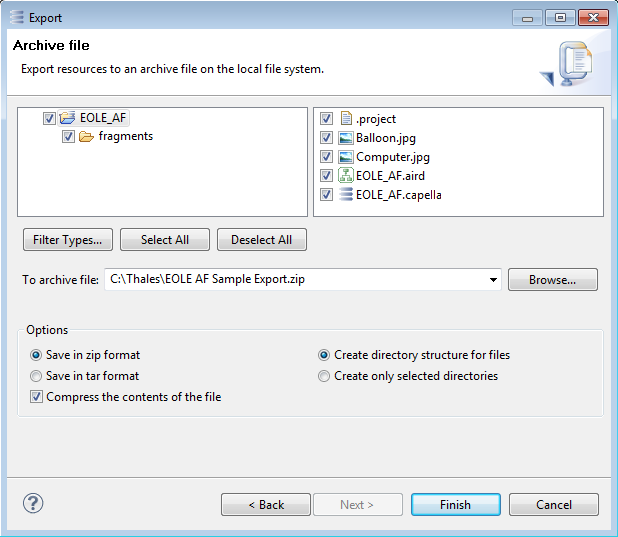 Export
Archive file
Export resources to an archive file on the local file system.
EOLE_AF
fragments
.project
Balloon.jpg
Computer.jpg
EOLE_AF.aird
EOLE_AF.capella
Filter Types...
Select All
Deselect All
To archive file:
C:\Thales\EOLE AF Sample Export.zip
Browse...
Options
Save in zip format
Create directory structure for files
Save in tar format
Create only selected directories
Compress the contents of the file
?
< Back
Next >
Finish
Cancel